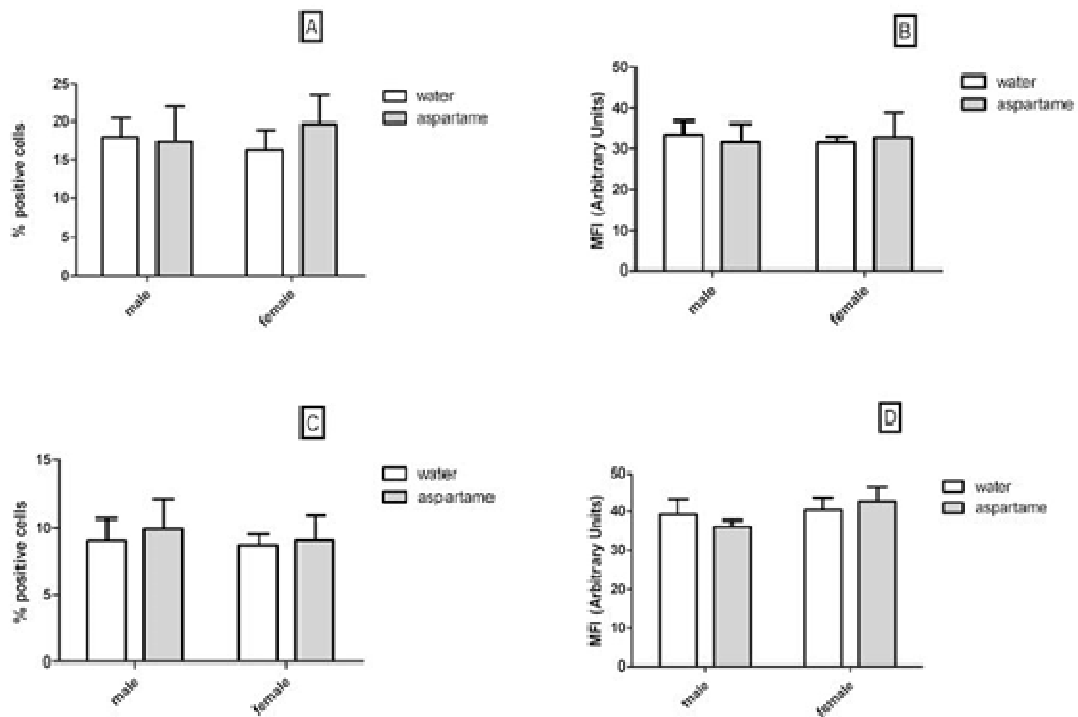 A
25
20
15
10
5
0
% positive cells
water
aspartame
male
female
B
50
40
30
20
10
0
MFI (Arbitrary Units)
water
aspartame
male
female
C
15
10
5
0
% positive cells
water
aspartame
male
female
D
50
40
30
20
10
0
MFI (Arbitrary Units)
water
aspartame
male
female